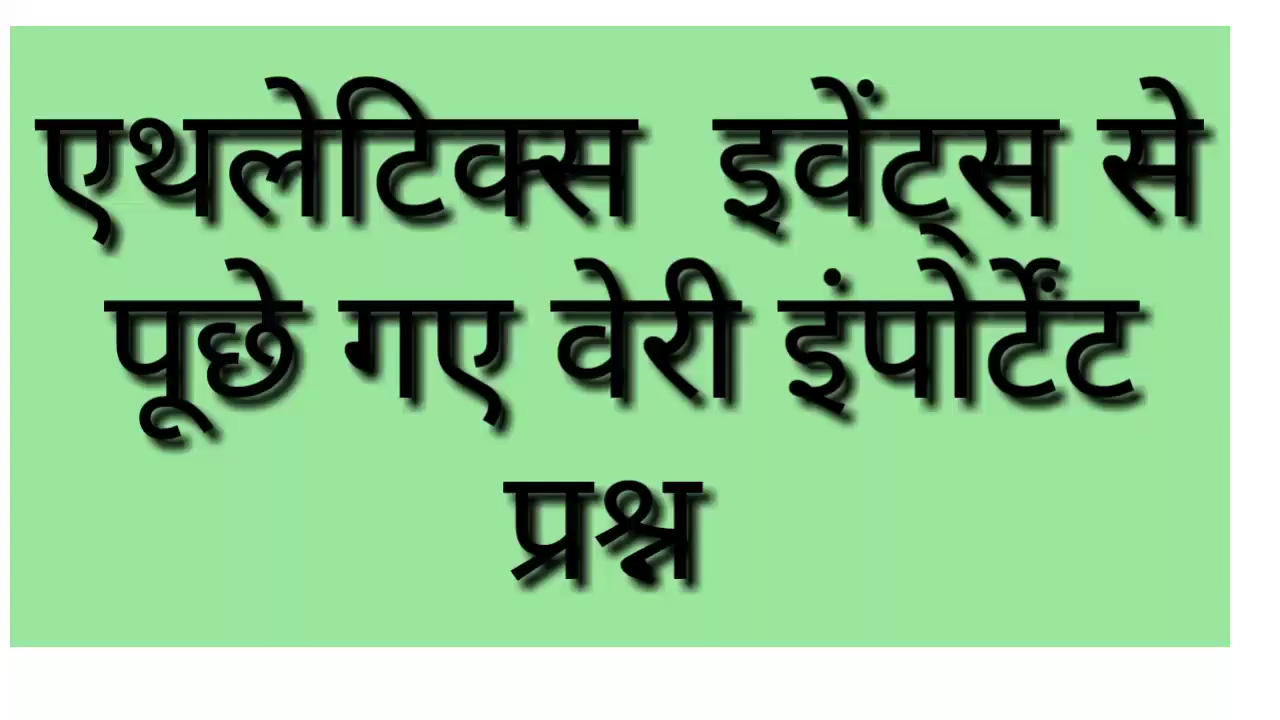 एथलेटिक्स इवेंट्स से
पूछे गए वेरी इंपोर्टेंट
प्रश्न